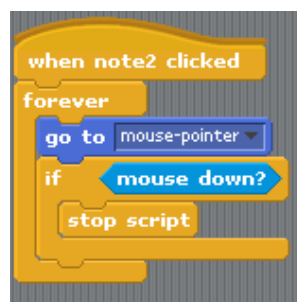 when note2 clicked
forever
go to mouse-pointer
if mouse down?
stop script